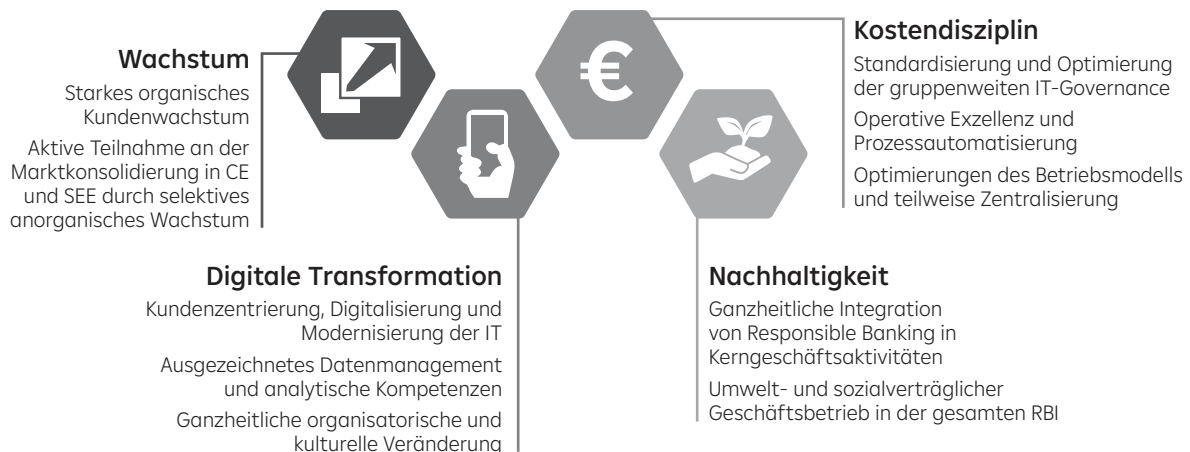 Wachstum
Starkes organisches
Kundenwachstum
Aktive Teilnahme an der
Marktkonsolidierung in CE
und SEE durch selektives
anorganisches Wachstum
€
Kostendisziplin
Standardisierung und Optimierung
der gruppenweiten IT-Governance
Operative Exzellenz und
Prozessautomatisierung
Optimierungen des Betriebsmodells
und teilweise Zentralisierung
Digitale Transformation
Kundenzentrierung, Digitalisierung und
Modernisierung der IT
Ausgezeichnetes Datenmanagement
und analytische Kompetenzen
Ganzheitliche organisatorische und
kulturelle Veränderung
Nachhaltigkeit
Ganzheitliche Integration
von Responsible Banking in
Kerngeschäftsaktivitäten
Umwelt- und sozialverträglicher
Geschäftsbetrieb in der gesamten RBI